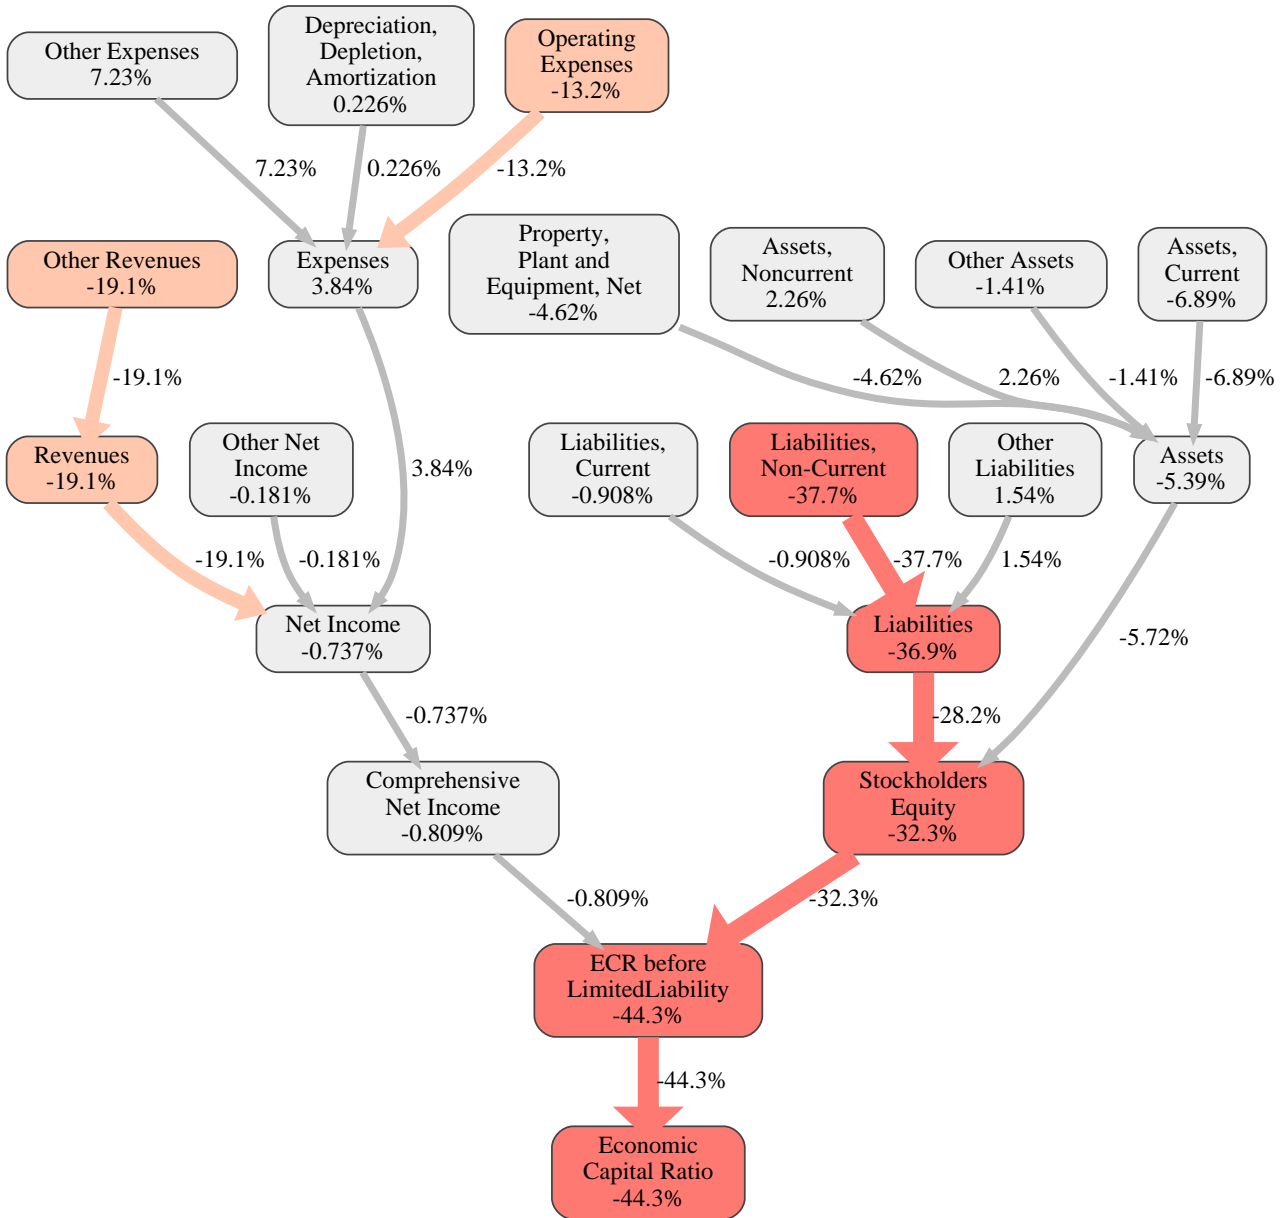 Other Expenses
7.23%
Depreciation,
Depletion,
Amortization
0.226%
Operating
Expenses
-13.2%
7.23%
0.226%
-13.2%
Other Revenues
-19.1%
Expenses
3.84%
Property,
Plant and
Equipment, Net
-4.62%
Assets,
Noncurrent
2.26%
Other Assets
-1.41%
Assets,
Current
-6.89%
-19.1%
-4.62%
2.26%
-1.41%
-6.89%
Revenues
-19.1%
Other Net
Income
-0.181%
3.84%
Liabilities,
Current
-0.908%
Liabilities,
Non-Current
-37.7%
Other
Liabilities
1.54%
Assets
-5.39%
-19.1%
-0.181%
-0.908%
-37.7%
1.54%
Net Income
-0.737%
Liabilities
-36.9%
-5.72%
-0.737%
-28.2%
Comprehensive
Net Income
-0.809%
Stockholders
Equity
-32.3%
-0.809%
-32.3%
ECR before
LimitedLiability
-44.3%
-44.3%
Economic
Capital Ratio
-44.3%